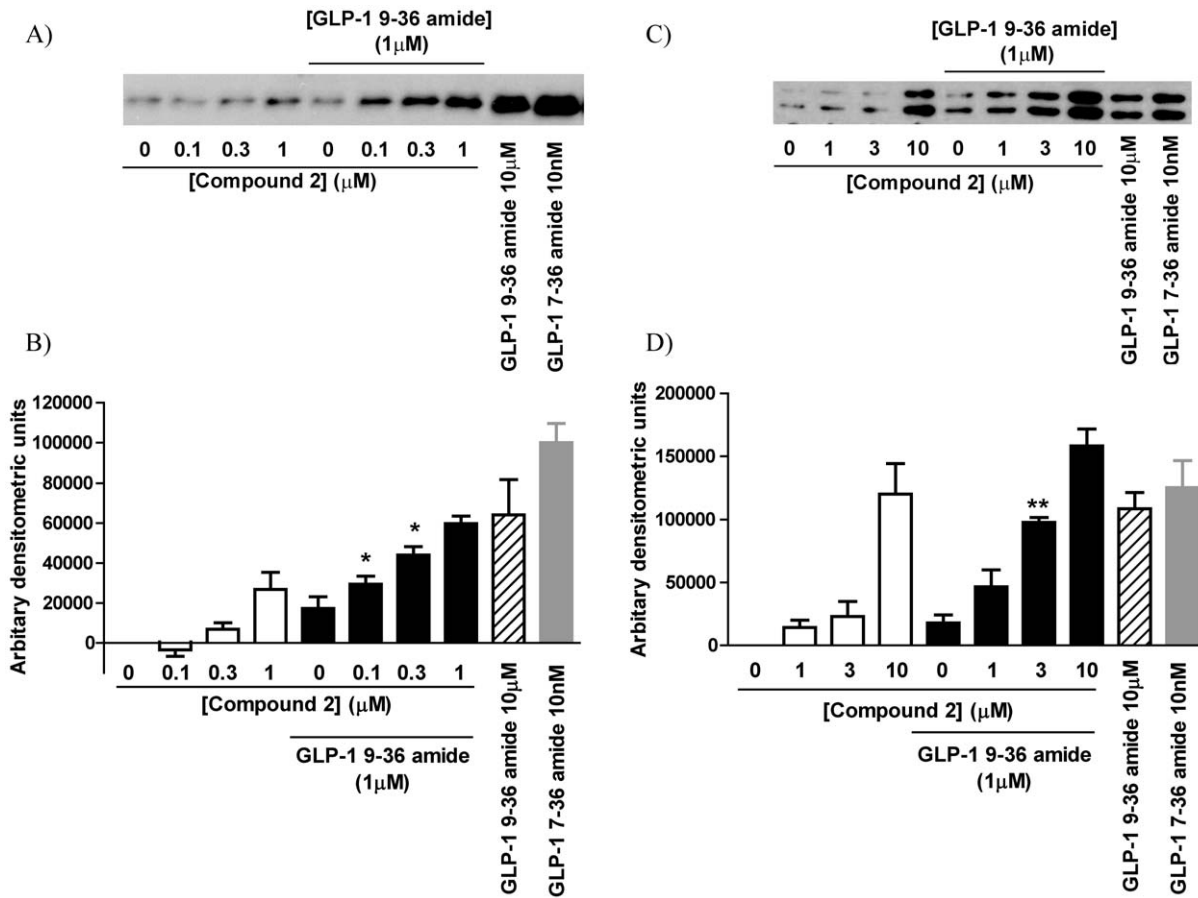 A)
[GLP-1 9-36 amide]
(1μM)
0 0.1 0.3 1 0 0.1 0.3 1
[Compound 2] (μM)
GLP-1 9-36 amide 10μM
GLP-1 7-36 amide 10nM
C)
[GLP-1 9-36 amide]
(1μM)
0 1 3 10 0 1 3 10
[Compound 2] (μM)
GLP-1 9-36 amide 10μM
GLP-1 7-36 amide 10nM
B)
Arbitary densitometric units
120000
100000
80000
60000
40000
20000
0
* *
0 0.1 0.3 1 0 0.1 0.3 1
[Compound 2] (μM)
GLP-1 9-36 amide
(1μM)
GLP-1 9-36 amide 10μM
GLP-1 7-36 amide 10nM
D)
Arbitary densitometric units
200000
150000
100000
50000
0
**
0 1 3 10 0 1 3 10
[Compound 2] (μM)
GLP-1 9-36 amide
(1μM)
GLP-1 9-36 amide 10μM
GLP-1 7-36 amide 10nM